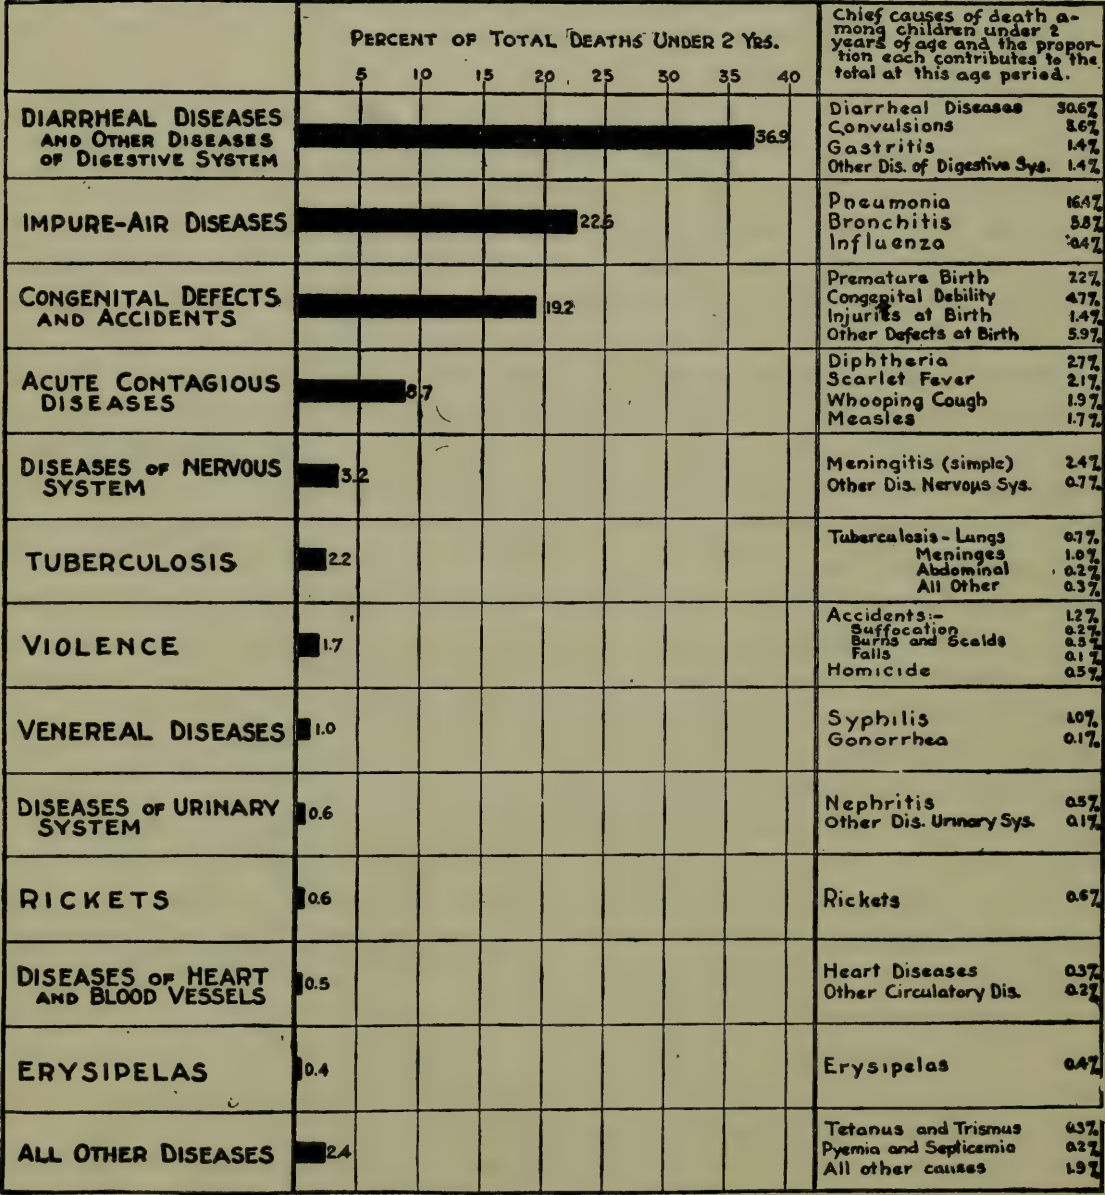 PERCENT OF TOTAL DEATHS UNDER 2 YRS.
5 10 15 20 25 30 35 40
Chief causes of death a-
mong children under 2
years of age and the propor-
tion each contributes to the
total at this age period.
DIARRHEAL DISEASES
AND OTHER DISEASES
OF DIGESTIVE SYSTEM
36.9
Diarrheal Diseases 30.6%
Convulsions 3.6%
Gastritis 1.4%
Other Dis. of Digestive Sys. 1.4%
IMPURE-AIR DISEASES
22.6
Pneumonia 16.4%
Bronchitis 5.8%
Influenza 0.4%
CONGENITAL DEFECTS
AND ACCIDENTS
19.2
Premature Birth
Congenital Debility 4.7%
Injuries at Birth 1.4%
Other Defects at Birth 5.9%
ACUTE CONTAGIOUS
DISEASES
8.7
Diphtheria 2.7%
Scarlet Fever 2.1%
Whooping Cough 1.9%
Measles 1.7%
DISEASES OF NERVOUS
SYSTEM
3.2
Meningitis (simple) 2.4%
Other Dis. Nervous Sys. 0.7%
TUBERCULOSIS
2.2
Tuberculosis - Lungs 0.7%
Meninges 1.0%
Abdominal 0.2%
All Other 0.3%
VIOLENCE
1.7
Accidents:- 1.2%
Suffocation 0.2%
Burns and Scalds
Falls 0.1%
Homicide 0.5%
VENEREAL DISEASES
1.0
Syphilis 1.0%
Gonorrhea 0.1%
DISEASES OF URINARY
SYSTEM
0.6
Nephritis 0.5%
Other Dis. Urinary Sys. 0.1%
RICKETS
0.6
Rickets 0.6%
DISEASES OF HEART
AND BLOOD VESSELS
0.5
Heart Diseases 0.3%
Other Circulatory Dis. 0.2%
ERYSIPELAS
0.4
Erysipelas 0.4%
ALL OTHER DISEASES
2.4
Tetanus and Trismus 0.3%
Pyemia and Septicemia 0.2%
All other causes 1.9%